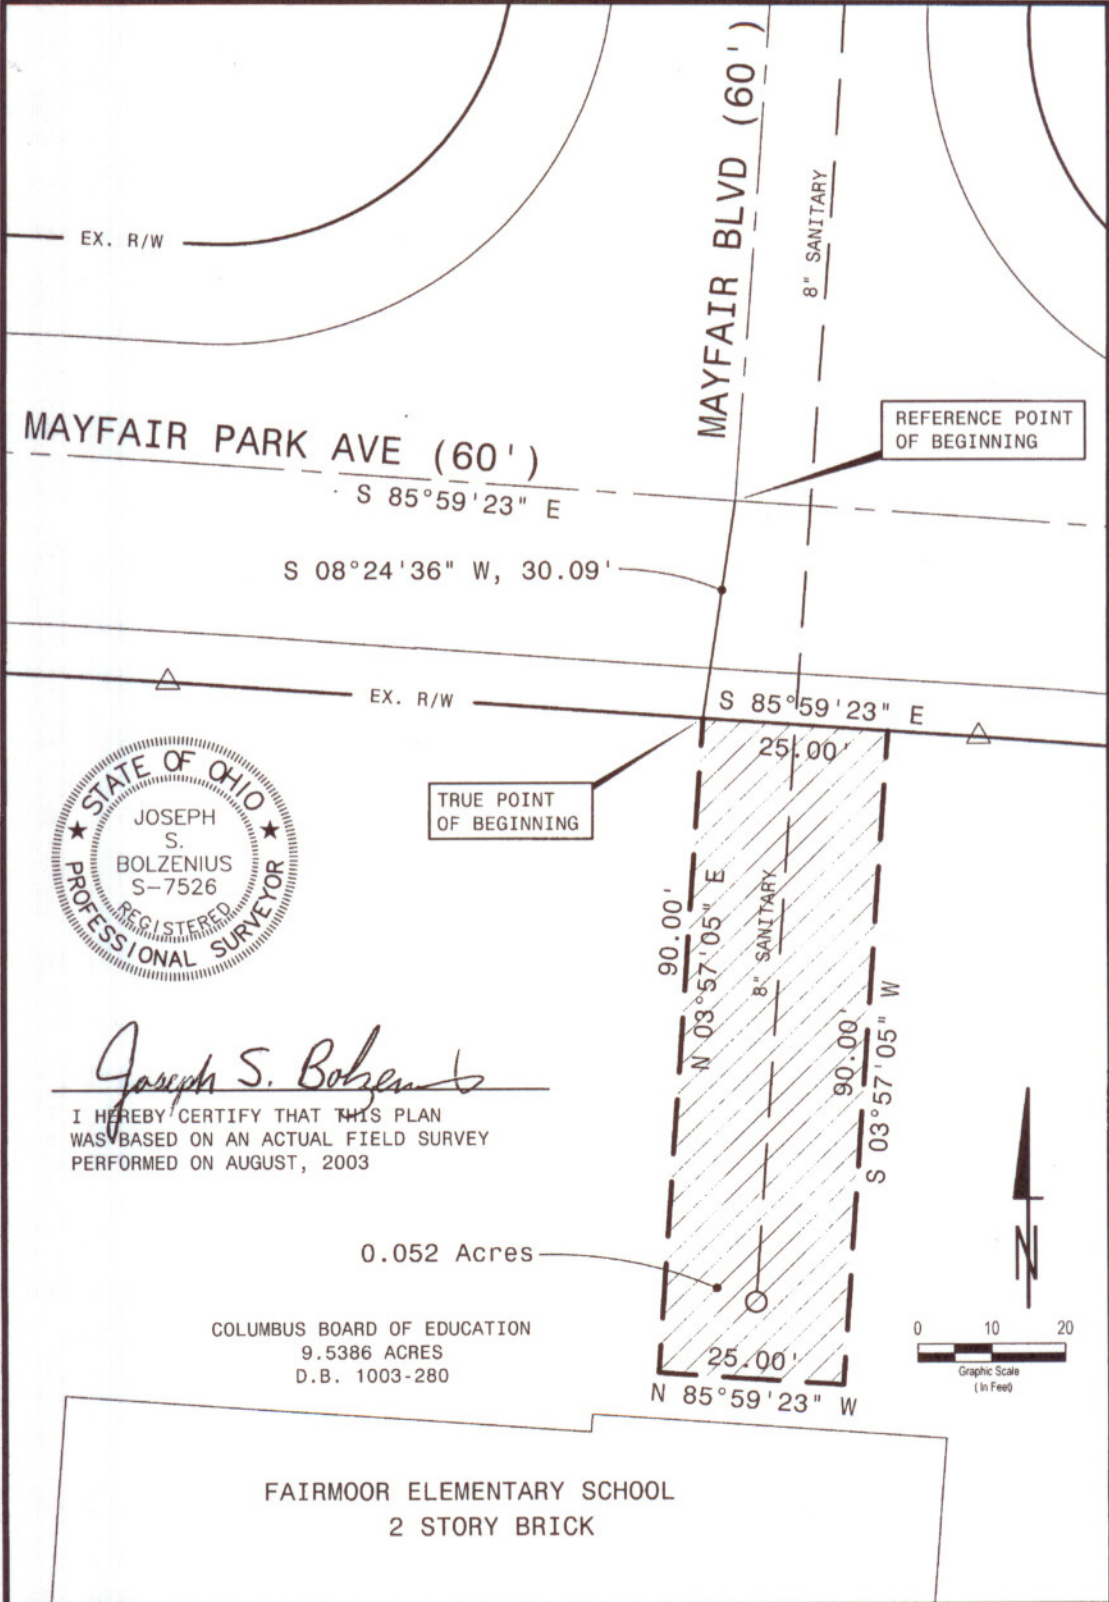 MAYFAIR BLVD (60')
8" SANITARY
EX. R/W
MAYFAIR PARK AVE (60')
S 85°59'23" E
REFERENCE POINT
OF BEGINNING
S 08°24'36" W, 30.09'
EX. R/W
S 85°59'23" E
25.00'
TRUE POINT
OF BEGINNING
STATE OF OHIO
JOSEPH
S.
BOLZENIUS
S-7526
REGISTERED
PROFESSIONAL SURVEYOR
90.00'
N 03°57'05" E
8" SANITARY
90.00'
S 03°57'05" W
Joseph S. Bolzenius
I HEREBY CERTIFY THAT THIS PLAN
WAS BASED ON AN ACTUAL FIELD SURVEY
PERFORMED ON AUGUST, 2003
0.052 Acres
COLUMBUS BOARD OF EDUCATION
9.5386 ACRES
D.B. 1003-280
25.00'
N 85°59'23" W
N
0 10 20
Graphic Scale
( In Feet)
FAIRMOOR ELEMENTARY SCHOOL
2 STORY BRICK